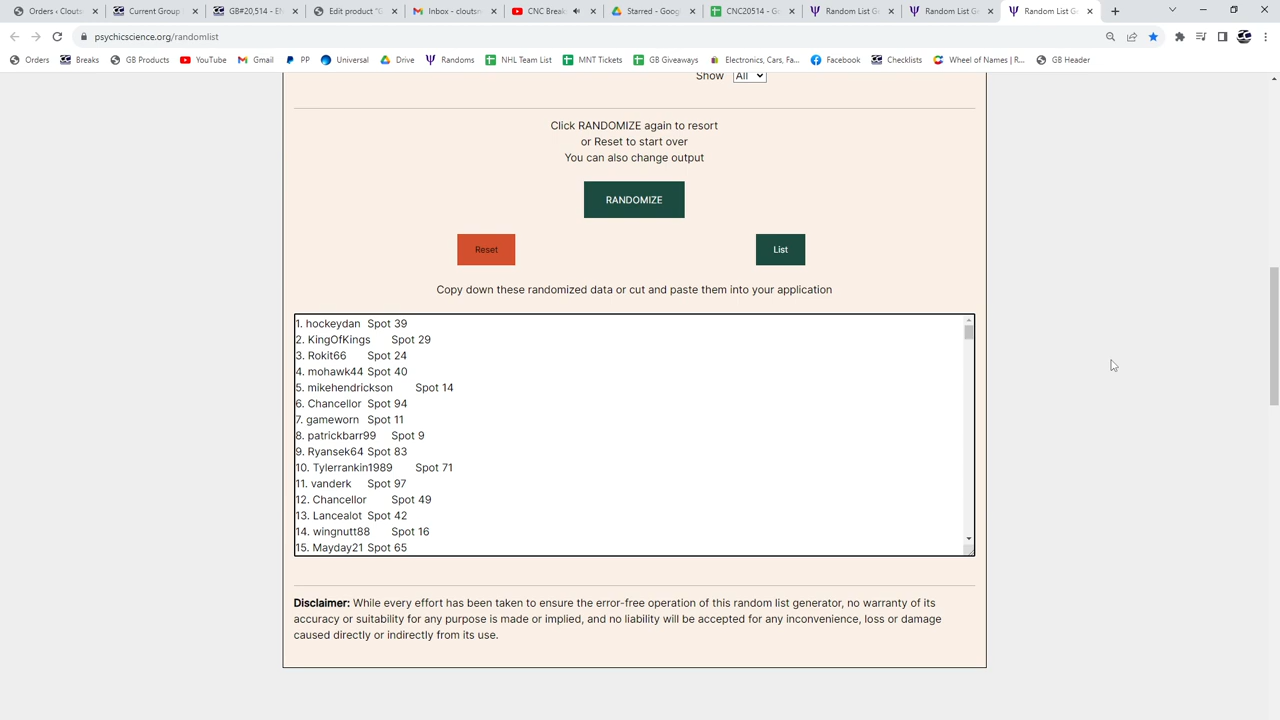 Orders ‹ Clouts
Current Group
GB#20,514 - EN
Edit product "G
Inbox - cloutsn
CNC Break
Starred - Googl
CNC20514 - G
Random List Ge
Random List Ge
Random List Ge
psychicscience.org/randomlist
Orders Breaks GB Products YouTube Gmail PP Universal Drive Randoms NHL Team List MNT Tickets GB Giveaways Electronics, Cars, Fa... Facebook Checklists Wheel of Names | R... GB Header
Show All
Click RANDOMIZE again to resort
or Reset to start over
You can also change output
RANDOMIZE
Reset List
Copy down these randomized data or cut and paste them into your application
1. hockeydan Spot 39
2. KingOfKings Spot 29
3. Rokit66 Spot 24
4. mohawk44 Spot 40
5. mikehendrickson Spot 14
6. Chancellor Spot 94
7. gameworn Spot 11
8. patrickbarr99 Spot 9
9. Ryansek64 Spot 83
10. Tylerrankin1989 Spot 71
11. vanderk Spot 97
12. Chancellor Spot 49
13. Lancealot Spot 42
14. wingnutt88 Spot 16
15. Mayday21 Spot 65
Disclaimer: While every effort has been taken to ensure the error-free operation of this random list generator, no warranty of its
accuracy or suitability for any purpose is made or implied, and no liability will be accepted for any inconvenience, loss or damage
caused directly or indirectly from its use.